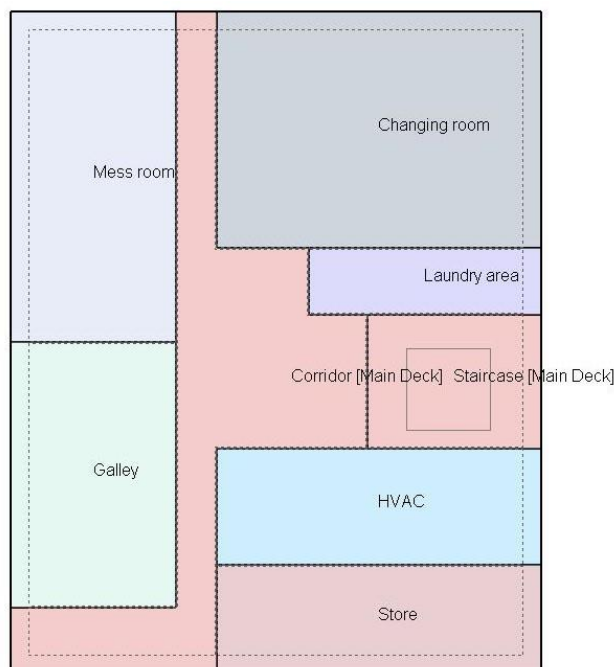 Changing room
Mess room
Laundry area
Corridor [Main Deck]
Staircase [Main Deck]
Galley
HVAC
Store